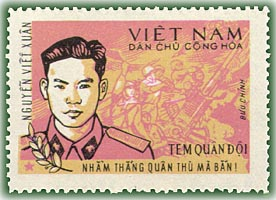 NGUYỄN VIẾT XUÂN
VIỆT NAM
DÂN CHỦ CỘNG HÒA
BƯU CHÍNH
TEM QUÂN ĐỘI
NHẰM THẲNG QUÂN THÙ MÀ BẮN!